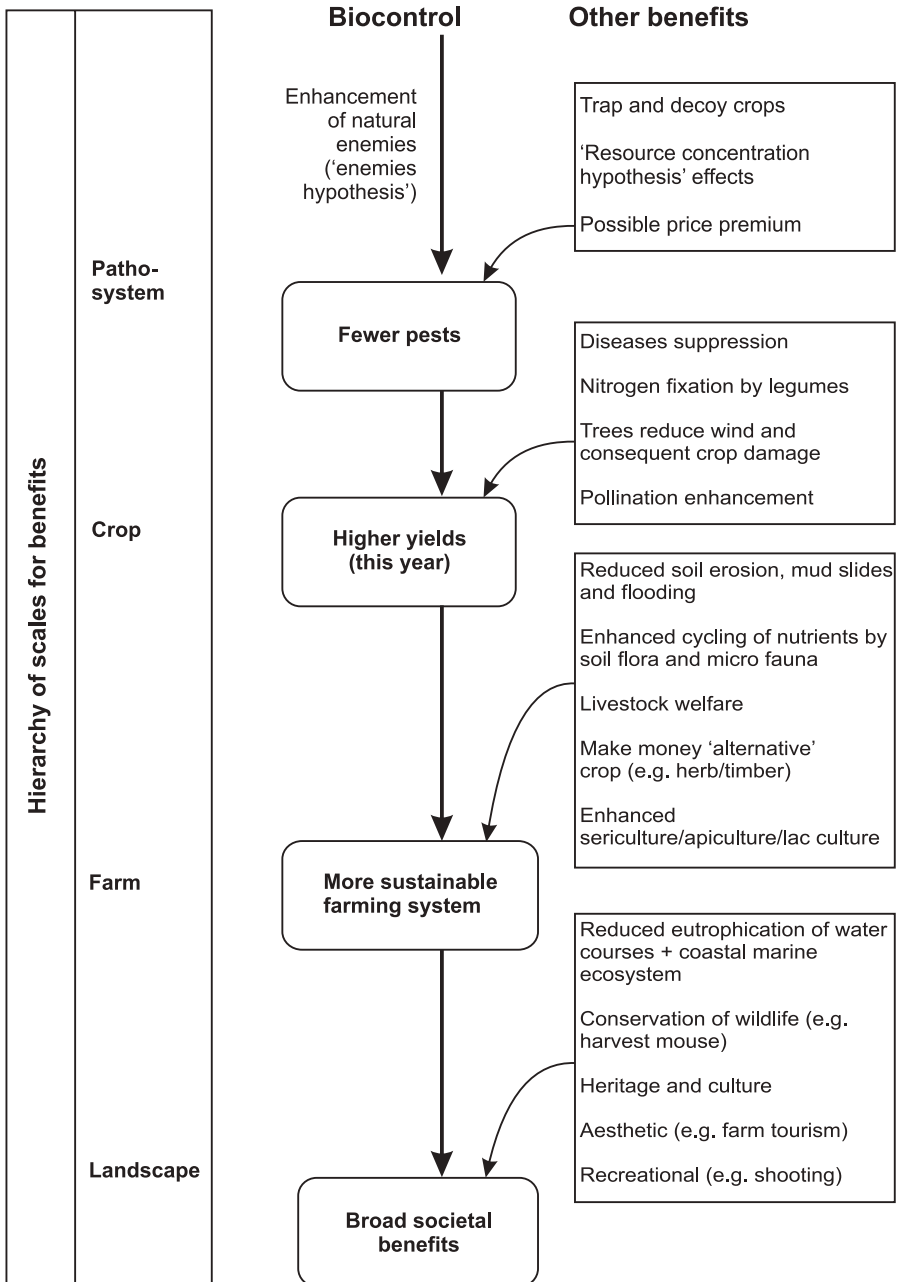 Biocontrol
Other benefits
Hierarchy of scales for benefits
Patho-
system
Crop
Farm
Landscape
Enhancement
of natural
enemies
(‘enemies
hypothesis’)
Fewer pests
Higher yields
(this year)
More sustainable
farming system
Broad societal
benefits
Trap and decoy crops
‘Resource concentration
hypothesis’ effects
Possible price premium
Diseases suppression
Nitrogen fixation by legumes
Trees reduce wind and
consequent crop damage
Pollination enhancement
Reduced soil erosion, mud slides
and flooding
Enhanced cycling of nutrients by
soil flora and micro fauna
Livestock welfare
Make money ‘alternative’
crop (e.g. herb/timber)
Enhanced
sericulture/apiculture/lac culture
Reduced eutrophication of water
courses + coastal marine
ecosystem
Conservation of wildlife (e.g.
harvest mouse)
Heritage and culture
Aesthetic (e.g. farm tourism)
Recreational (e.g. shooting)